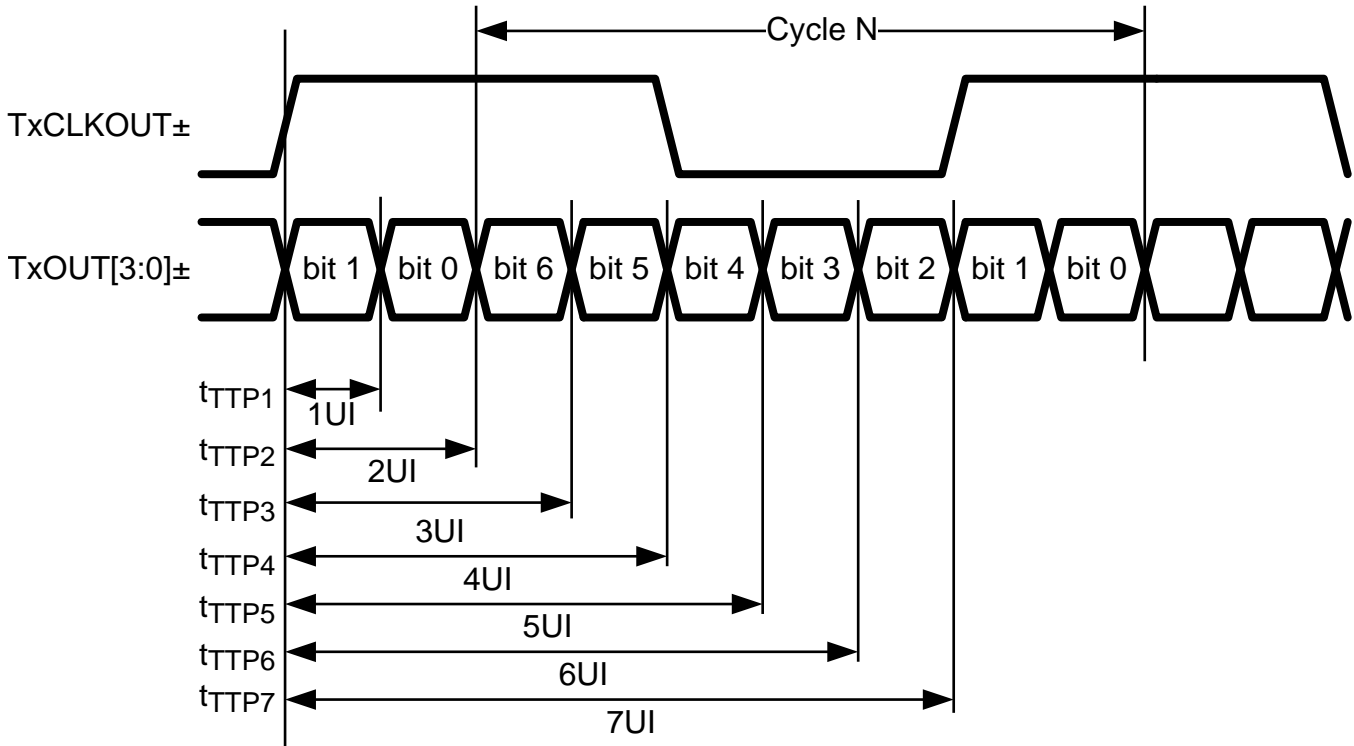 Cycle N
TxCLKOUT±
TxOUT[3:0]±
bit 1 bit 0 bit 6 bit 5 bit 4 bit 3 bit 2 bit 1 bit 0
tTTP1
1UI
tTTP2
2UI
tTTP3
3UI
tTTP4
4UI
tTTP5
5UI
tTTP6
6UI
tTTP7
7UI